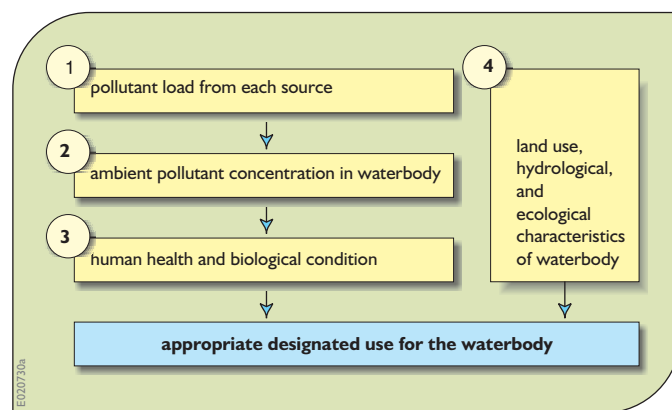 1
pollutant load from each source
2
ambient pollutant concentration in waterbody
3
human health and biological condition
4
land use,
hydrological,
and
ecological
characteristics
of waterbody
appropriate designated use for the waterbody
E020730a